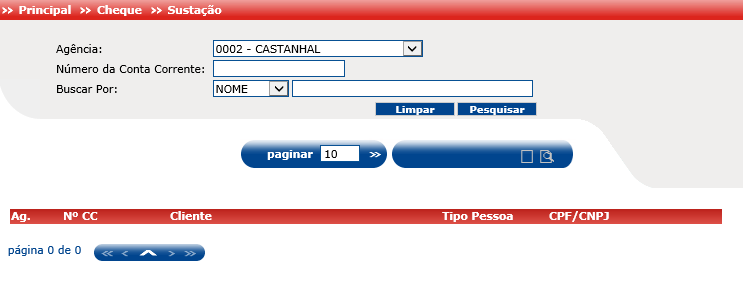 >> Principal >> Cheque >> Sustação
Agência: 0002 - CASTANHAL
Número da Conta Corrente:
Buscar Por: NOME
Limpar Pesquisar
paginar 10 >>
Ag. Nº CC Cliente Tipo Pessoa CPF/CNPJ
página 0 de 0 << < > >>